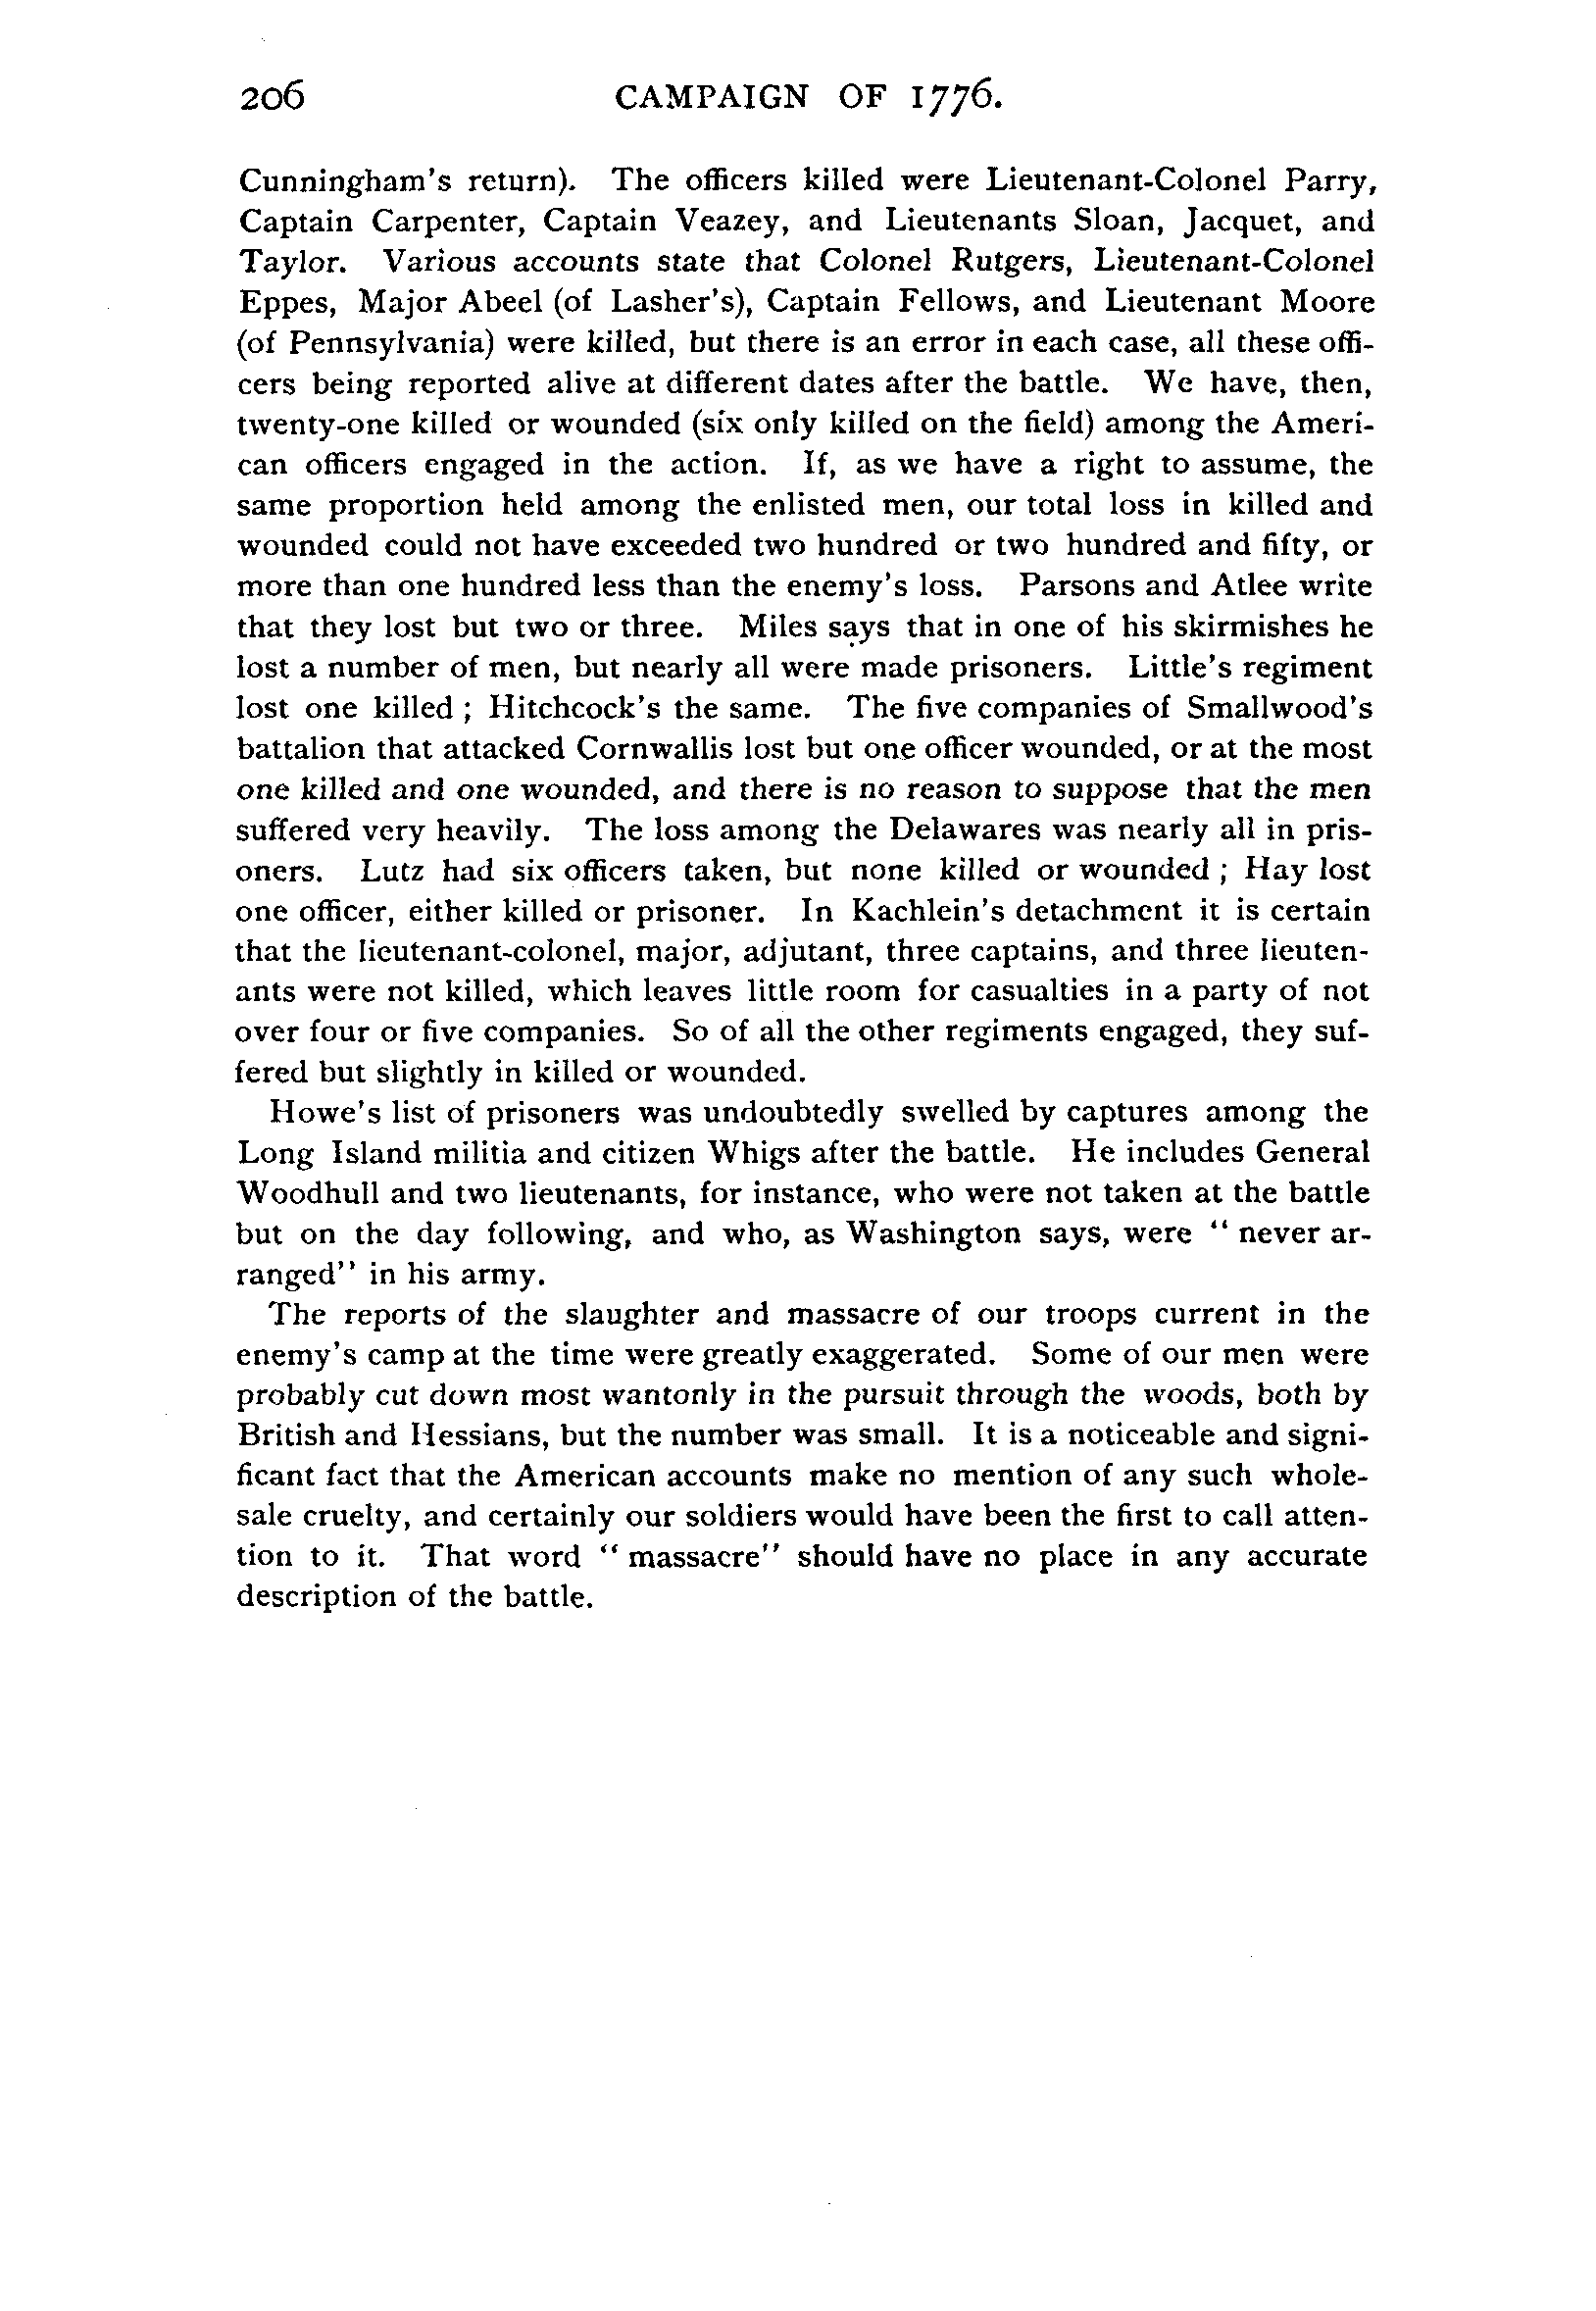 206 CAMPAIGN OF 1776.
Cunningham's return). The officers killed were Lieutenant-Colonel Parry,
Captain Carpenter, Captain Veazey, and Lieutenants Sloan, Jacquet, and
Taylor. Various accounts state that Colonel Rutgers, Lieutenant-Colonel
Eppes, Major Abeel (of Lasher's), Captain Fellows, and Lieutenant Moore
(of Pennsylvania) were killed, but there is an error in each case, all these offi-
cers being reported alive at different dates after the battle. We have, then,
twenty-one killed or wounded (six only killed on the field) among the Ameri-
can officers engaged in the action. If, as we have a right to assume, the
same proportion held among the enlisted men, our total loss in killed and
wounded could not have exceeded two hundred or two hundred and fifty, or
more than one hundred less than the enemy's loss. Parsons and Atlee write
that they lost but two or three. Miles says that in one of his skirmishes he
lost a number of men, but nearly all were made prisoners. Little's regiment
lost one killed ; Hitchcock's the same. The five companies of Smallwood's
battalion that attacked Cornwallis lost but one officer wounded, or at the most
one killed and one wounded, and there is no reason to suppose that the men
suffered very heavily. The loss among the Delawares was nearly all in pris-
oners. Lutz had six officers taken, but none killed or wounded ; Hay lost
one officer, either killed or prisoner. In Kachlein's detachment it is certain
that the lieutenant-colonel, major, adjutant, three captains, and three lieuten-
ants were not killed, which leaves little room for casualties in a party of not
over four or five companies. So of all the other regiments engaged, they suf-
fered but slightly in killed or wounded.
Howe's list of prisoners was undoubtedly swelled by captures among the
Long Island militia and citizen Whigs after the battle. He includes General
Woodhull and two lieutenants, for instance, who were not taken at the battle
but on the day following, and who, as Washington says, were " never ar-
ranged" in his army.
The reports of the slaughter and massacre of our troops current in the
enemy's camp at the time were greatly exaggerated. Some of our men were
probably cut down most wantonly in the pursuit through the woods, both by
British and Hessians, but the number was small. It is a noticeable and signi-
ficant fact that the American accounts make no mention of any such whole-
sale cruelty, and certainly our soldiers would have been the first to call atten-
tion to it. That word " massacre" should have no place in any accurate
description of the battle.